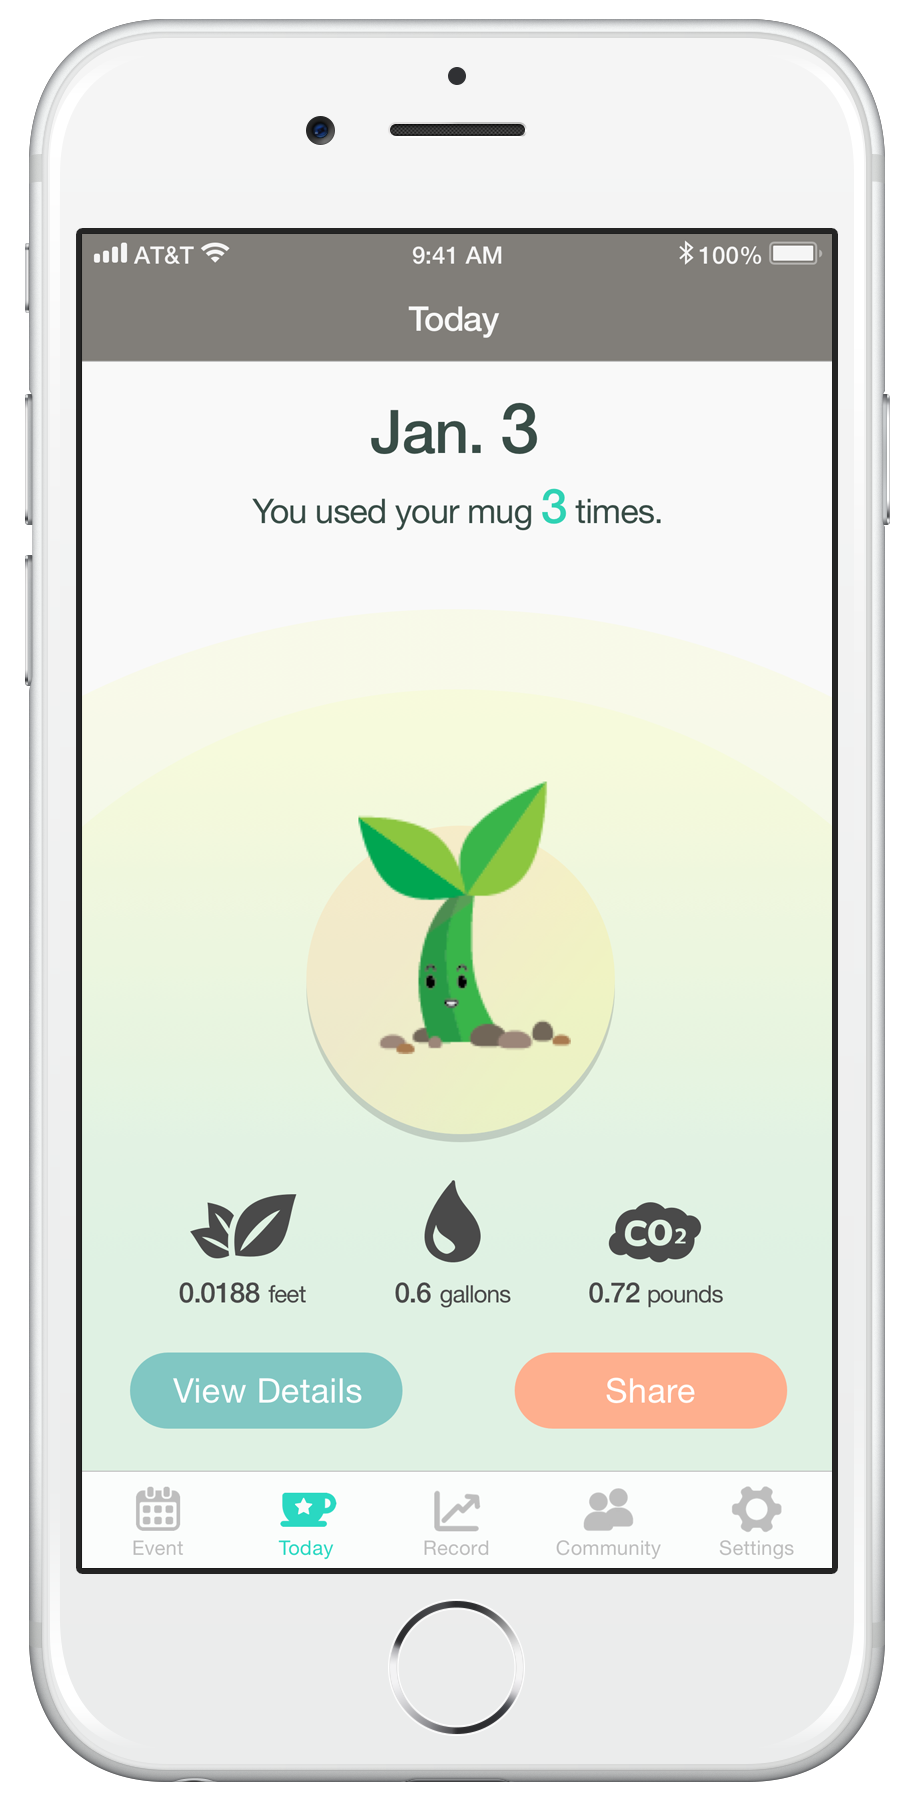 AT&T 9:41 AM 100%
Today
Jan. 3
You used your mug 3 times.
CO2
0.0188 feet 0.6 gallons 0.72 pounds
View Details Share
Event Today Record Community Settings